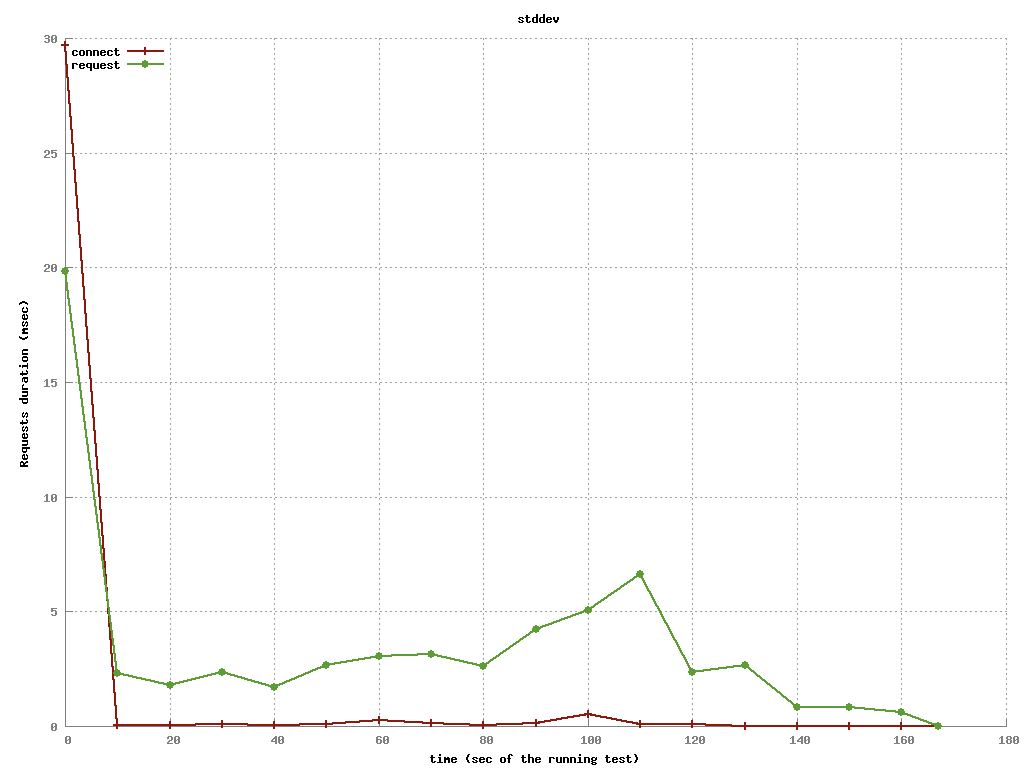 stddev
connect
request
Requests duration (msec)
30
25
20
15
10
5
0
0 20 40 60 80 100 120 140 160 180
time (sec of the running test)